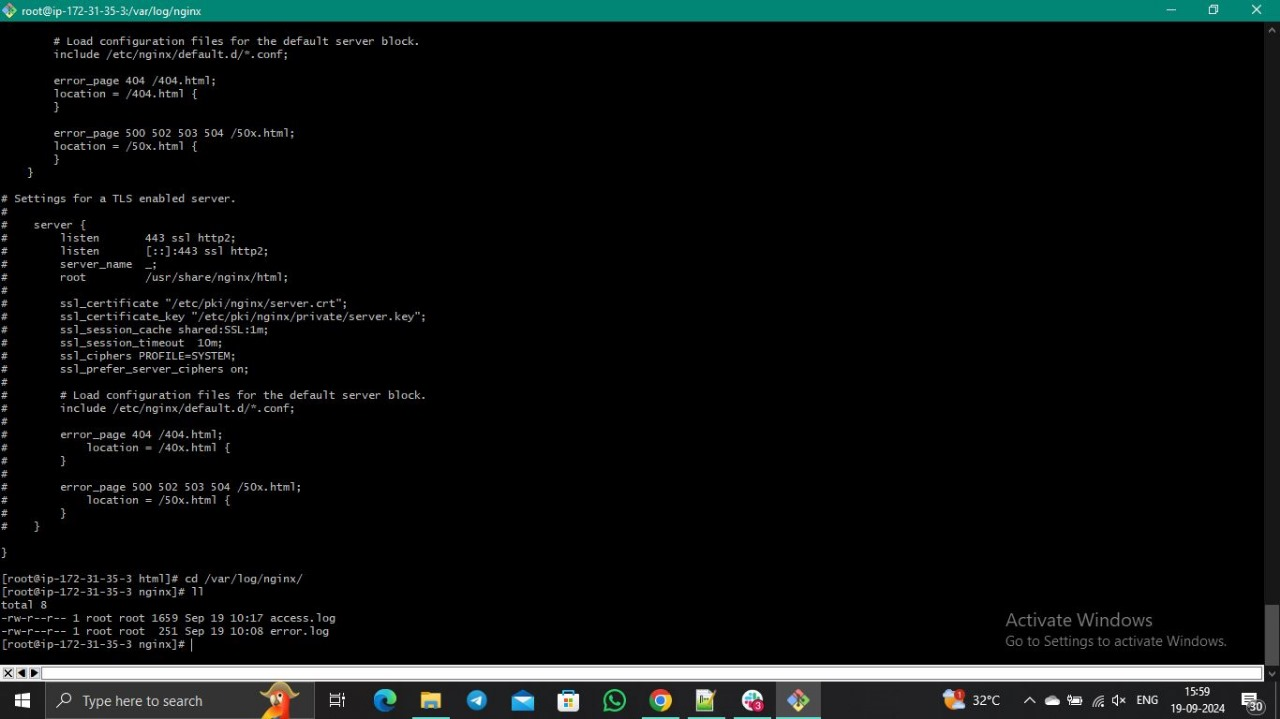 root@ip-172-31-35-3:/var/log/nginx
        # Load configuration files for the default server block.
        include /etc/nginx/default.d/*.conf;

        error_page 404 /404.html;
        location = /404.html {
        }

        error_page 500 502 503 504 /50x.html;
        location = /50x.html {
        }
    }

# Settings for a TLS enabled server.
#
#    server {
#        listen       443 ssl http2;
#        listen       [::]:443 ssl http2;
#        server_name  _;
#        root         /usr/share/nginx/html;
#
#        ssl_certificate "/etc/pki/nginx/server.crt";
#        ssl_certificate_key "/etc/pki/nginx/private/server.key";
#        ssl_session_cache shared:SSL:1m;
#        ssl_session_timeout  10m;
#        ssl_ciphers PROFILE=SYSTEM;
#        ssl_prefer_server_ciphers on;
#
#        # Load configuration files for the default server block.
#        include /etc/nginx/default.d/*.conf;
#
#        error_page 404 /404.html;
#            location = /40x.html {
#        }
#
#        error_page 500 502 503 504 /50x.html;
#            location = /50x.html {
#        }
#    }

}

[root@ip-172-31-35-3 html]# cd /var/log/nginx/
[root@ip-172-31-35-3 nginx]# ll
total 8
-rw-r--r-- 1 root root 1659 Sep 19 10:17 access.log
-rw-r--r-- 1 root root  251 Sep 19 10:08 error.log
[root@ip-172-31-35-3 nginx]#
Activate Windows
Go to Settings to activate Windows.
Type here to search
3
1
32°C
ENG
15:59
19-09-2024
30